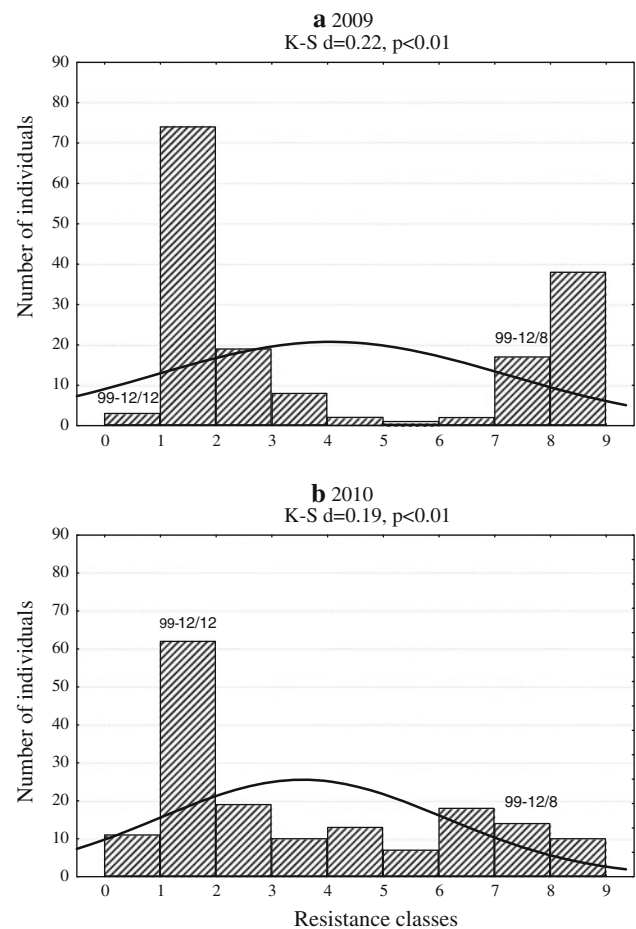 a 2009
K-S d=0.22, p<0.01
90
80
70
60
50
40
30
20
10
0
Number of individuals
99-12/12
99-12/8
0 1 2 3 4 5 6 7 8 9
b 2010
K-S d=0.19, p<0.01
90
80
70
60
50
40
30
20
10
0
Number of individuals
99-12/12
99-12/8
0 1 2 3 4 5 6 7 8 9
Resistance classes